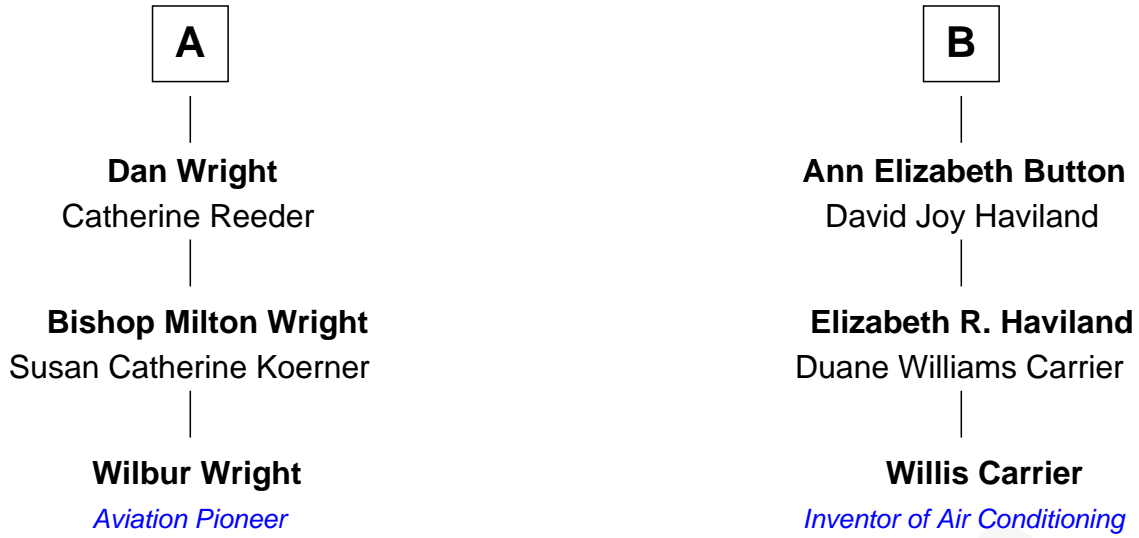 A
Dan Wright
Catherine Reeder
Bishop Milton Wright
Susan Catherine Koerner
Wilbur Wright
Aviation Pioneer
B
Ann Elizabeth Button
David Joy Haviland
Elizabeth R. Haviland
Duane Williams Carrier
Willis Carrier
Inventor of Air Conditioning